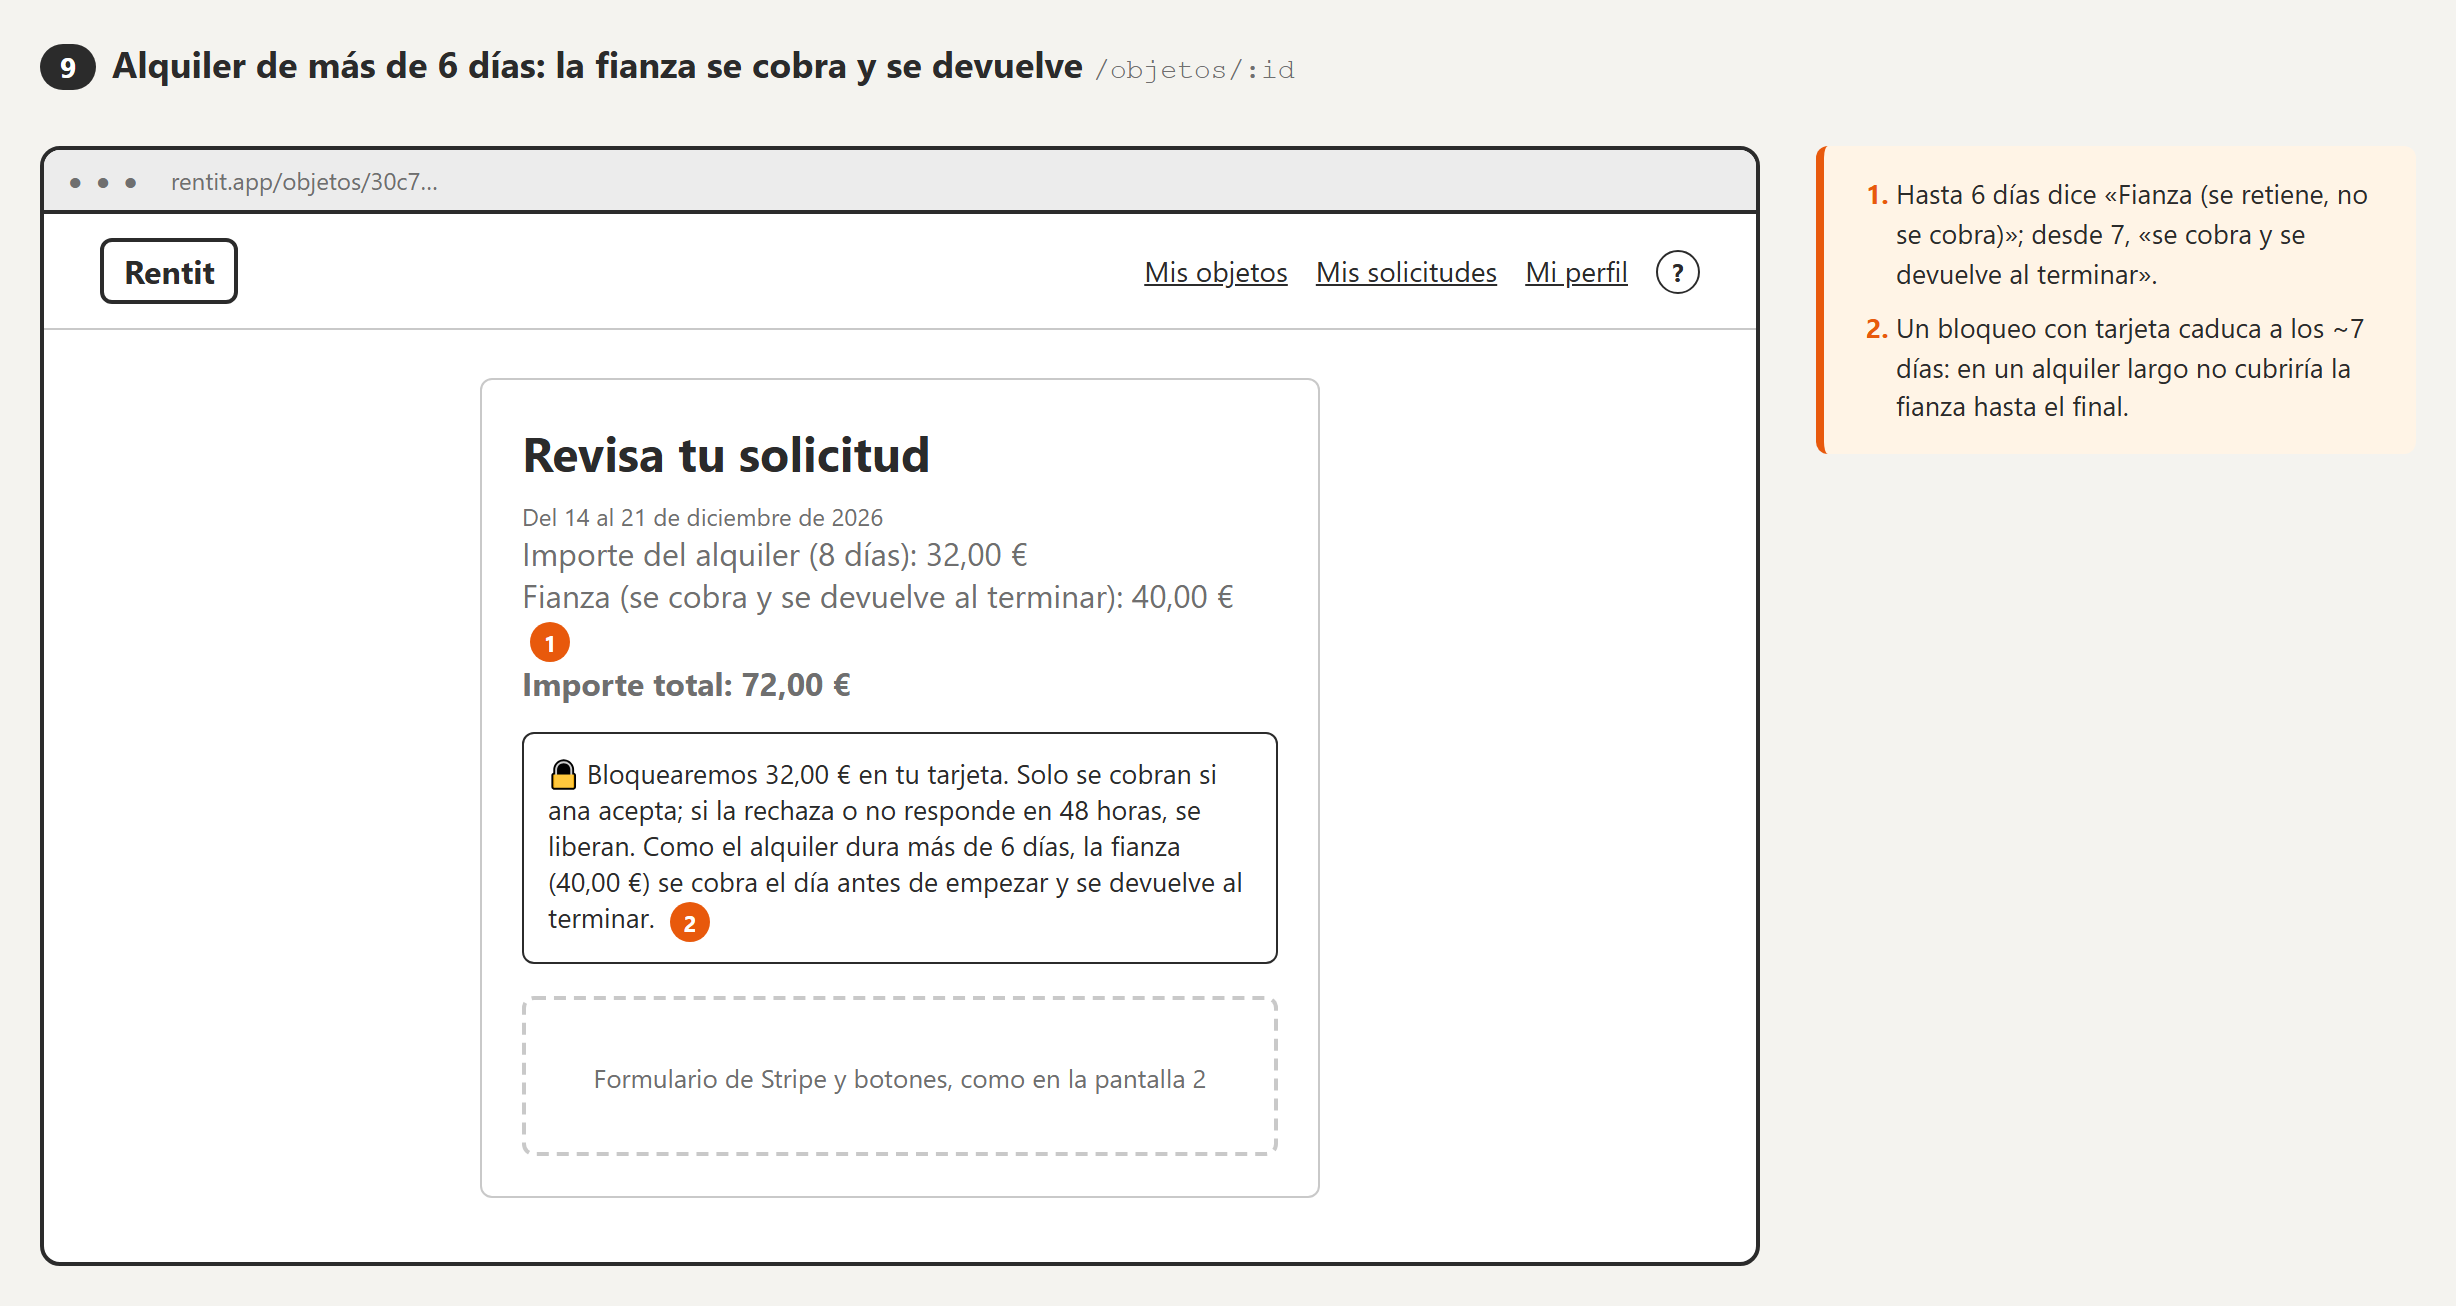 9 Alquiler de más de 6 días: la fianza se cobra y se devuelve /objetos/:id
rentit.app/objetos/30c7...
Rentit
Mis objetos Mis solicitudes Mi perfil ?
Revisa tu solicitud
Del 14 al 21 de diciembre de 2026
Importe del alquiler (8 días): 32,00 €
Fianza (se cobra y se devuelve al terminar): 40,00 €
1
Importe total: 72,00 €
🔒 Bloquearemos 32,00 € en tu tarjeta. Solo se cobran si
ana acepta; si la rechaza o no responde en 48 horas, se
liberan. Como el alquiler dura más de 6 días, la fianza
(40,00 €) se cobra el día antes de empezar y se devuelve al
terminar. 2
Formulario de Stripe y botones, como en la pantalla 2
1. Hasta 6 días dice «Fianza (se retiene, no
se cobra)»; desde 7, «se cobra y se
devuelve al terminar».
2. Un bloqueo con tarjeta caduca a los ~7
días: en un alquiler largo no cubriría la
fianza hasta el final.